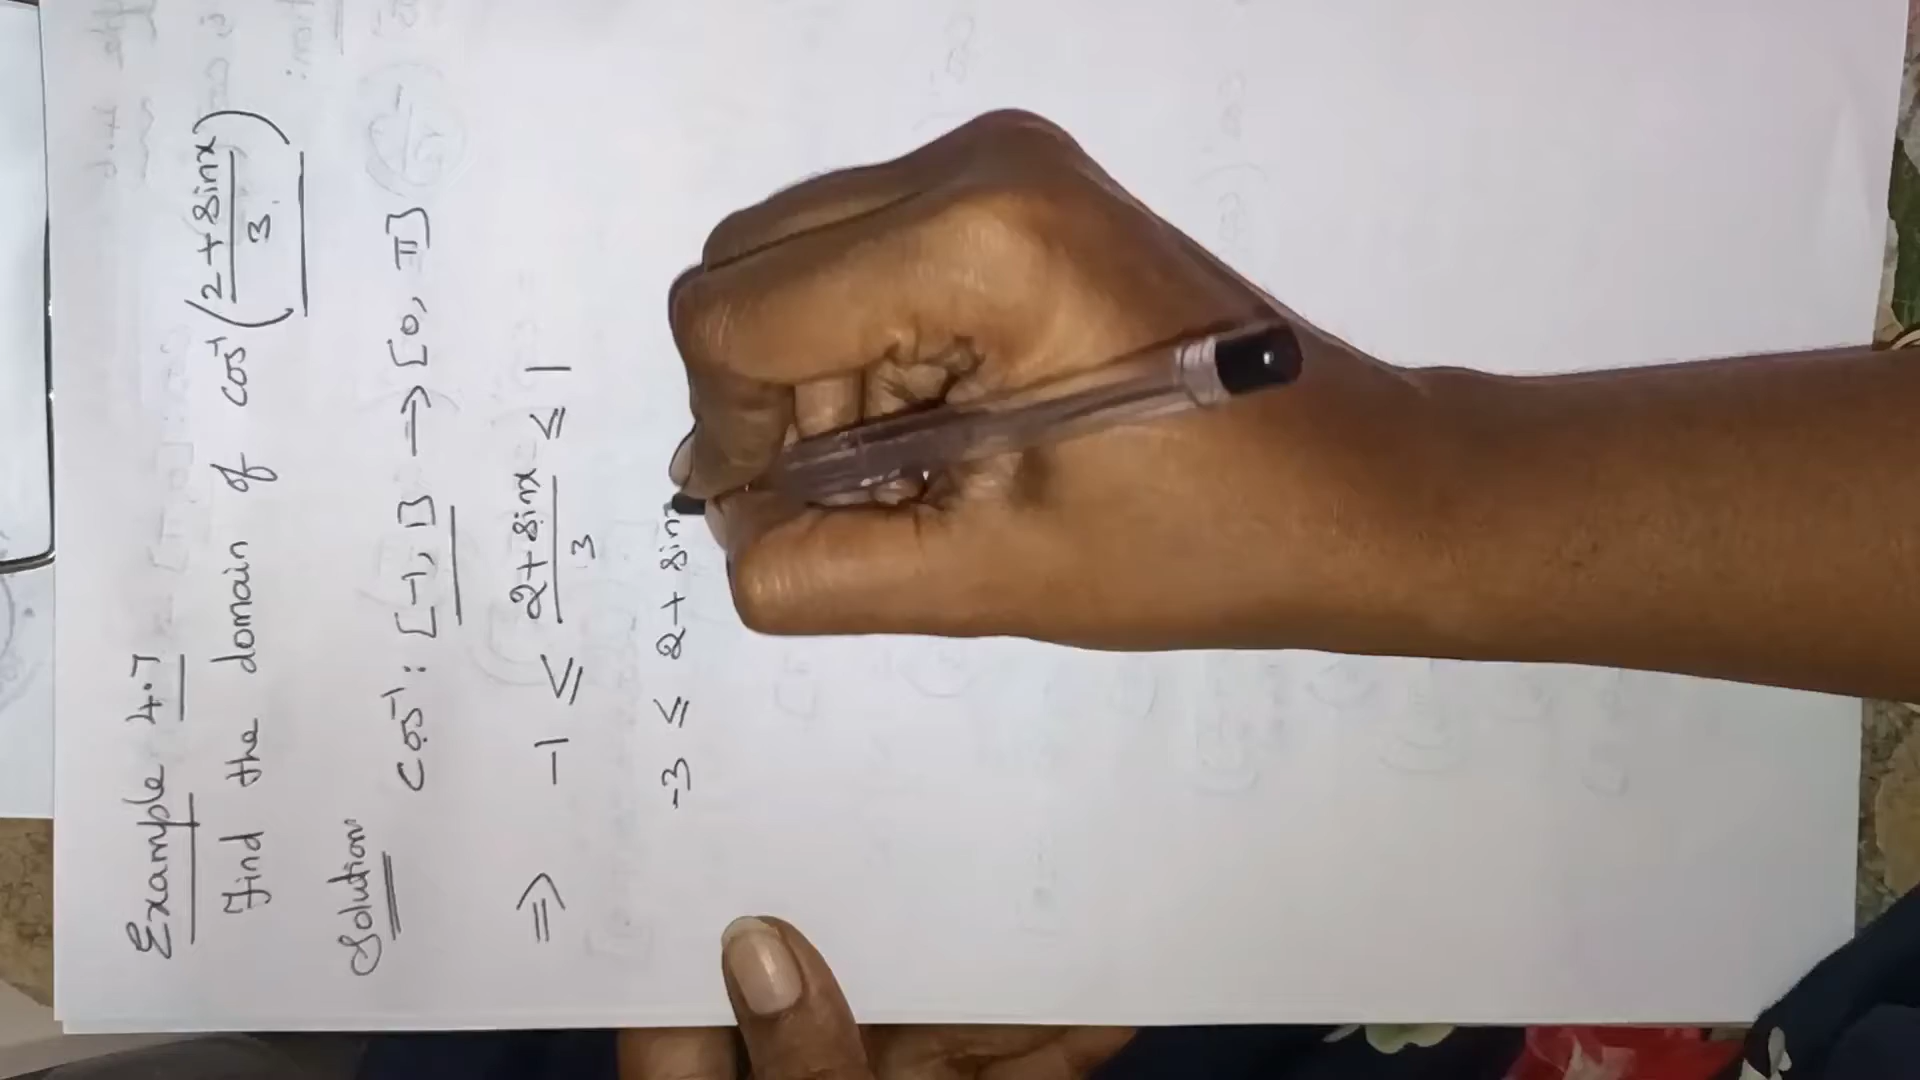 Example 4.7
Find the domain of cos⁻¹(2+sinx/3)
Solution
cos⁻¹: [-1, 1] → [0, π]
⇒ -1 ≤ 2+sinx/3 ≤ 1
-3 ≤ 2+ sin